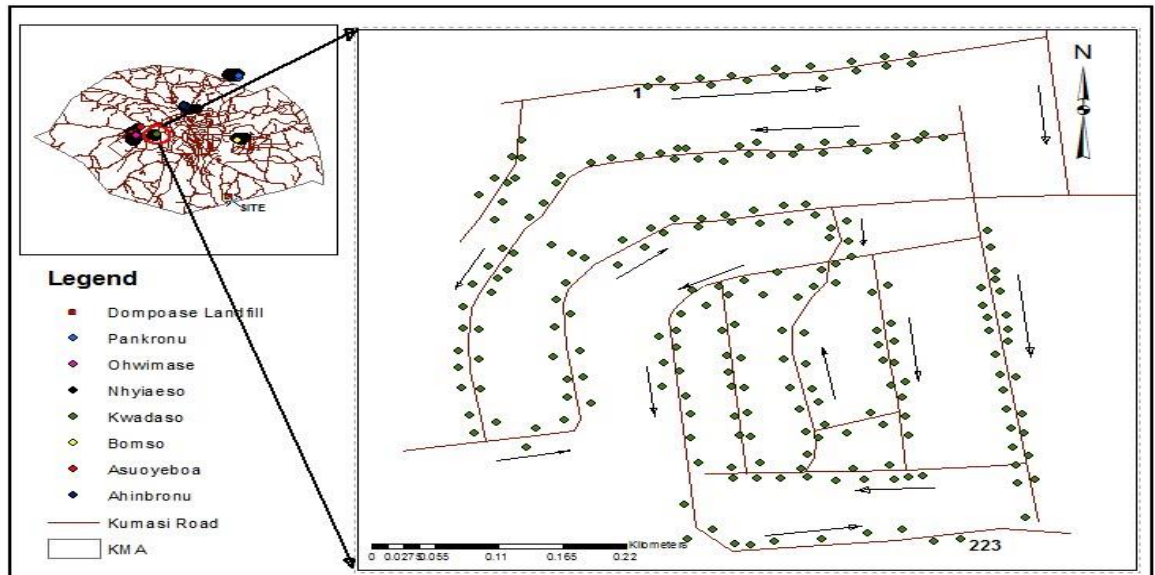 SITE
Legend
Dompoase Landfill
Pankronu
Ohwimase
Nhyiaeso
Kwadaso
Bomso
Asuoyeboa
Ahinbronu
Kumasi Road
KMA
N
1
223
Kilometers
0 0.0275 0.055 0.11 0.165 0.22